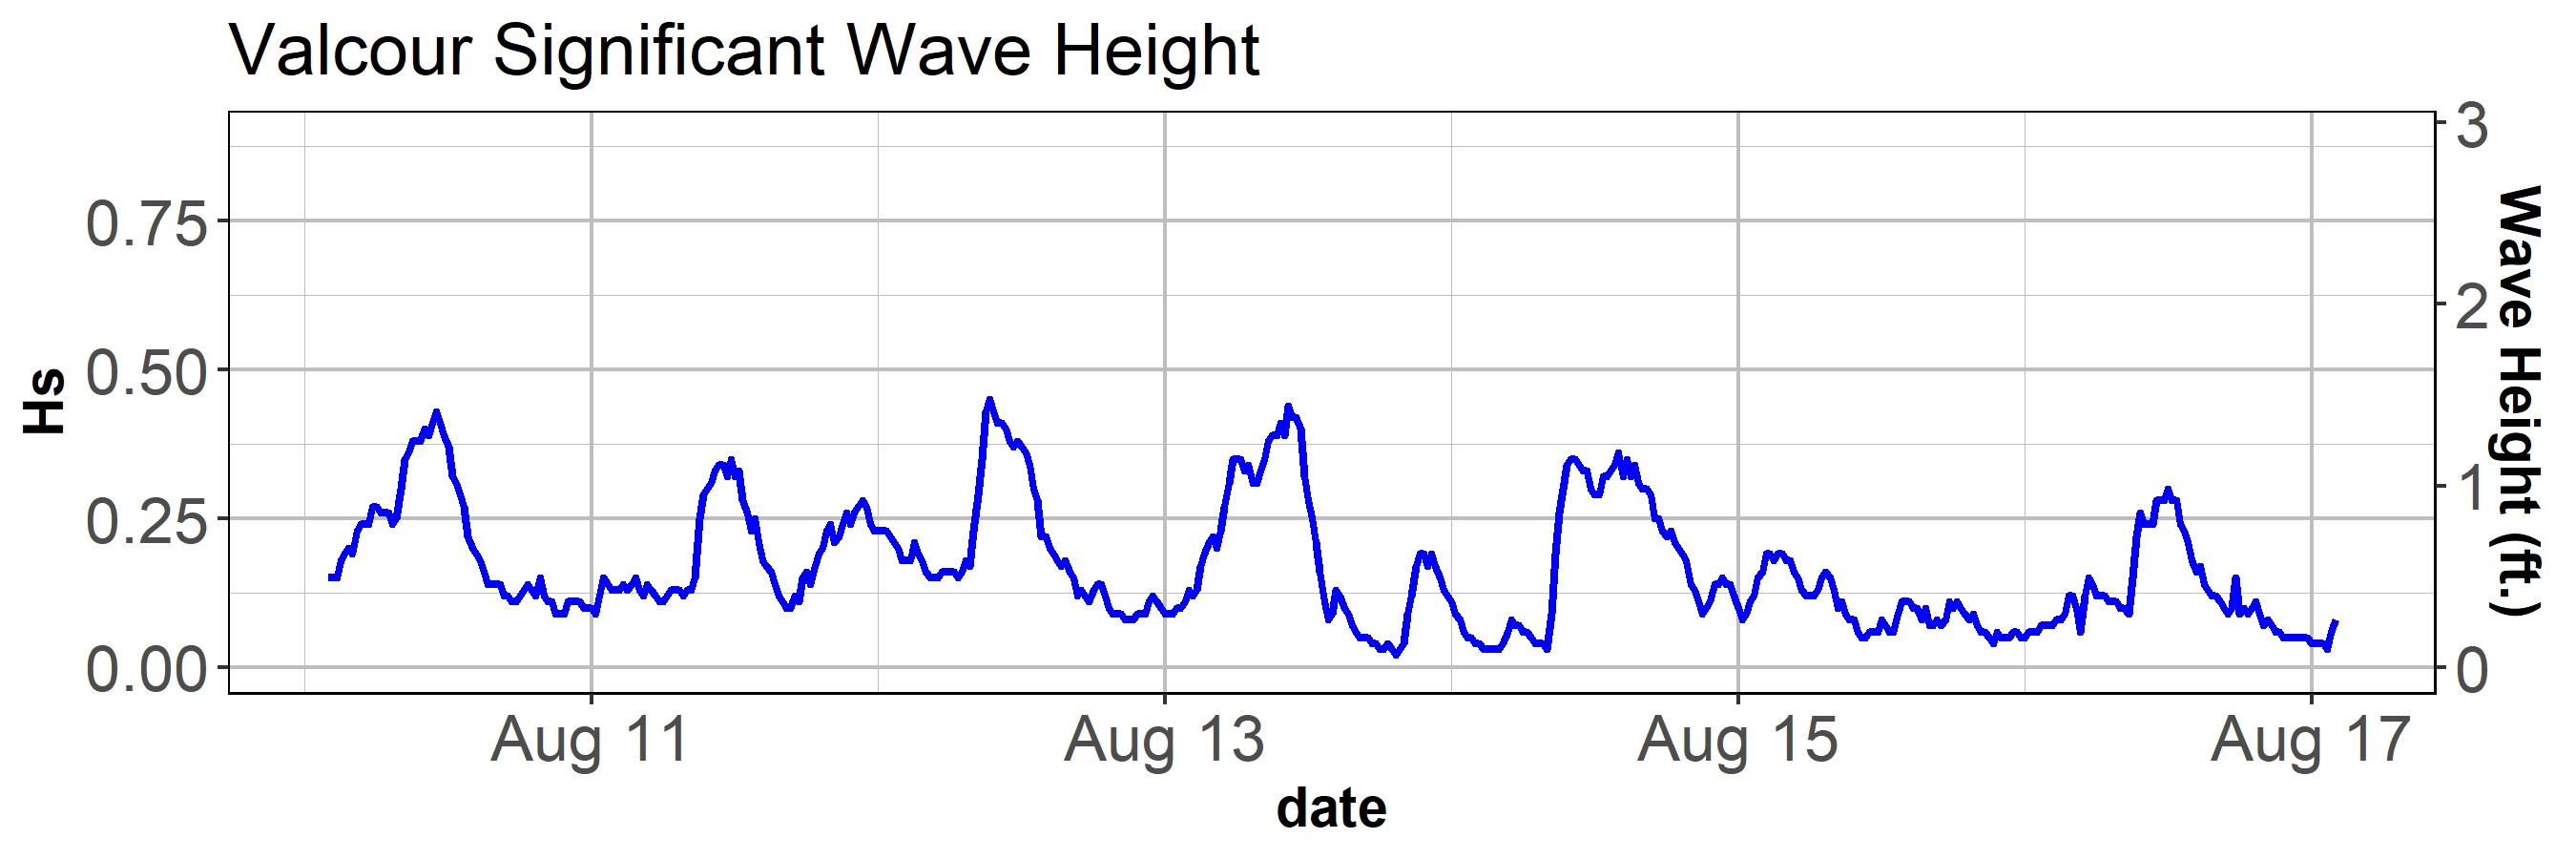 Valcour Significant Wave Height
Hs
0.75
0.50
0.25
0.00
3
2
1
0
Wave Height (ft.)
Aug 11
Aug 13
Aug 15
Aug 17
date